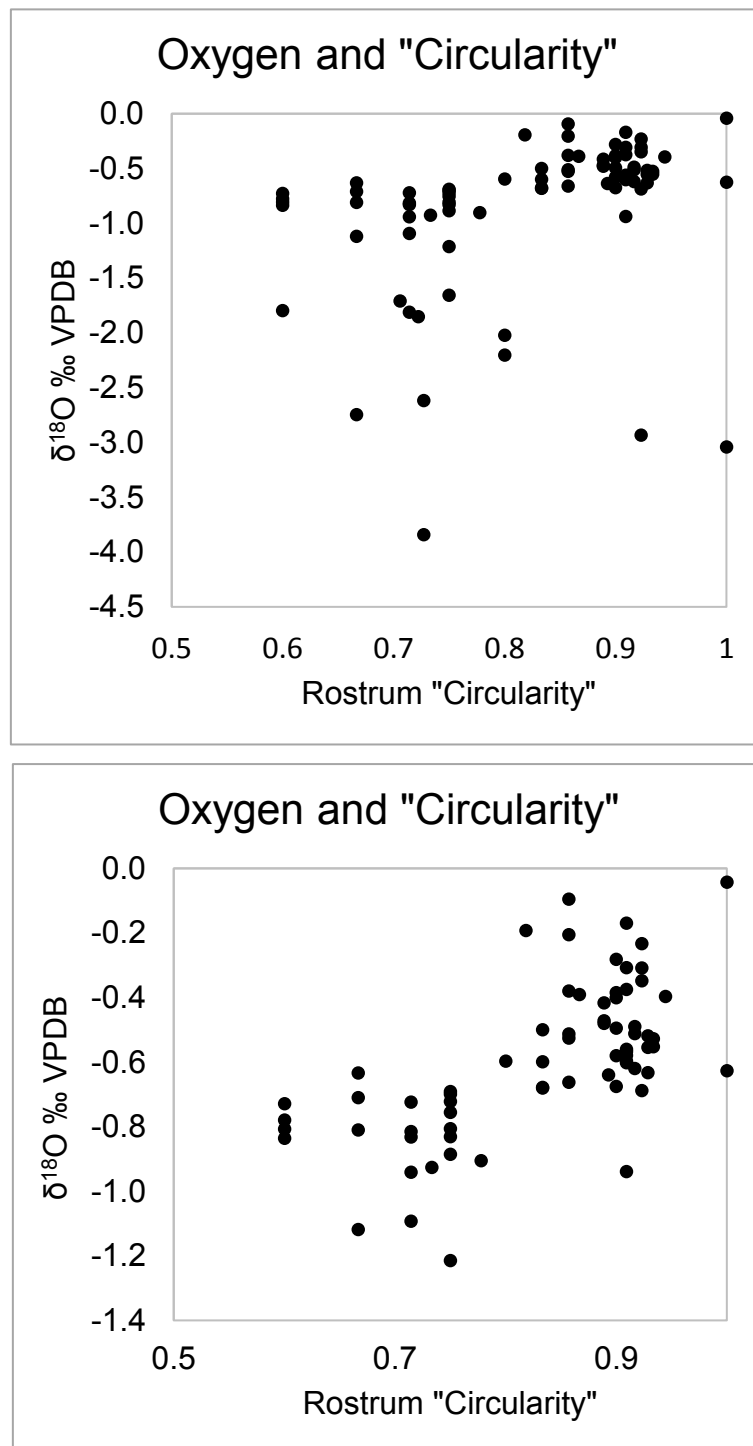 Oxygen and "Circularity"
0.0
-0.5
-1.0
-1.5
-2.0
-2.5
-3.0
-3.5
-4.0
-4.5
δ¹⁸O ‰ VPDB
0.5 0.6 0.7 0.8 0.9 1
Rostrum "Circularity"
Oxygen and "Circularity"
0.0
-0.2
-0.4
-0.6
-0.8
-1.0
-1.2
-1.4
δ¹⁸O ‰ VPDB
0.5 0.7 0.9
Rostrum "Circularity"